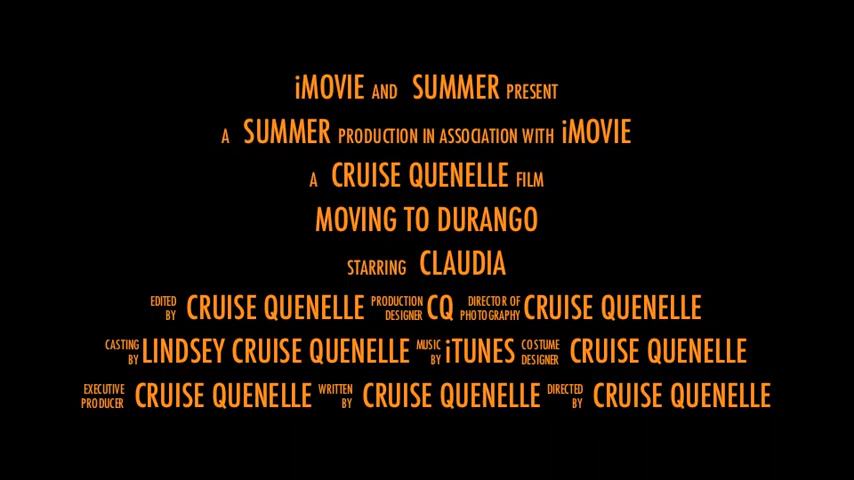 iMOVIE AND SUMMER PRESENT
A SUMMER PRODUCTION IN ASSOCIATION WITH iMOVIE
A CRUISE QUENELLE FILM
MOVING TO DURANGO
STARRING CLAUDIA
EDITED BY CRUISE QUENELLE PRODUCTION DESIGNER CQ DIRECTOR OF PHOTOGRAPHY CRUISE QUENELLE
CASTING BY LINDSEY CRUISE QUENELLE MUSIC BY iTUNES COSTUME DESIGNER CRUISE QUENELLE
EXECUTIVE PRODUCER CRUISE QUENELLE WRITTEN BY CRUISE QUENELLE DIRECTED BY CRUISE QUENELLE